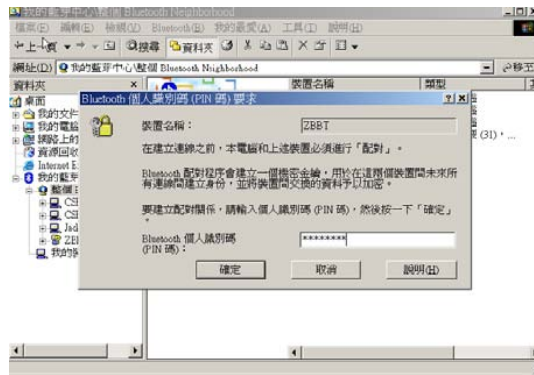 我的藍芽中心\整個 Bluetooth Neighborhood
檔案(F) 編輯(E) 檢視(V) Bluetooth(B) 我的最愛(A) 工具(T) 說明(H)
上一頁 搜尋 資料夾
網址(D) 我的藍芽中心\整個 Bluetooth Neighborhood 移至
資料夾 × 裝置名稱 類型
桌面
我的文件
我的電腦
網路上的
資源回收
Internet E
我的藍芽
整個
CSI
CSI
Jad
ZBI
Bluetooth 個人識別碼 (PIN 碼) 要求
裝置名稱： ZBBT
在建立連線之前，本電腦和上述裝置必須進行「配對」。
Bluetooth 配對程序會建立一個機密金鑰，用於在這兩個裝置間未來所
有連線間建立身份，並將裝置間交換的資料予以加密。
要建立配對關係，請輸入個人識別碼 (PIN 碼)，然後按一下「確定」
。
Bluetooth 個人識別碼
(PIN 碼)： ********
確定 取消 說明(H)
(31)，...